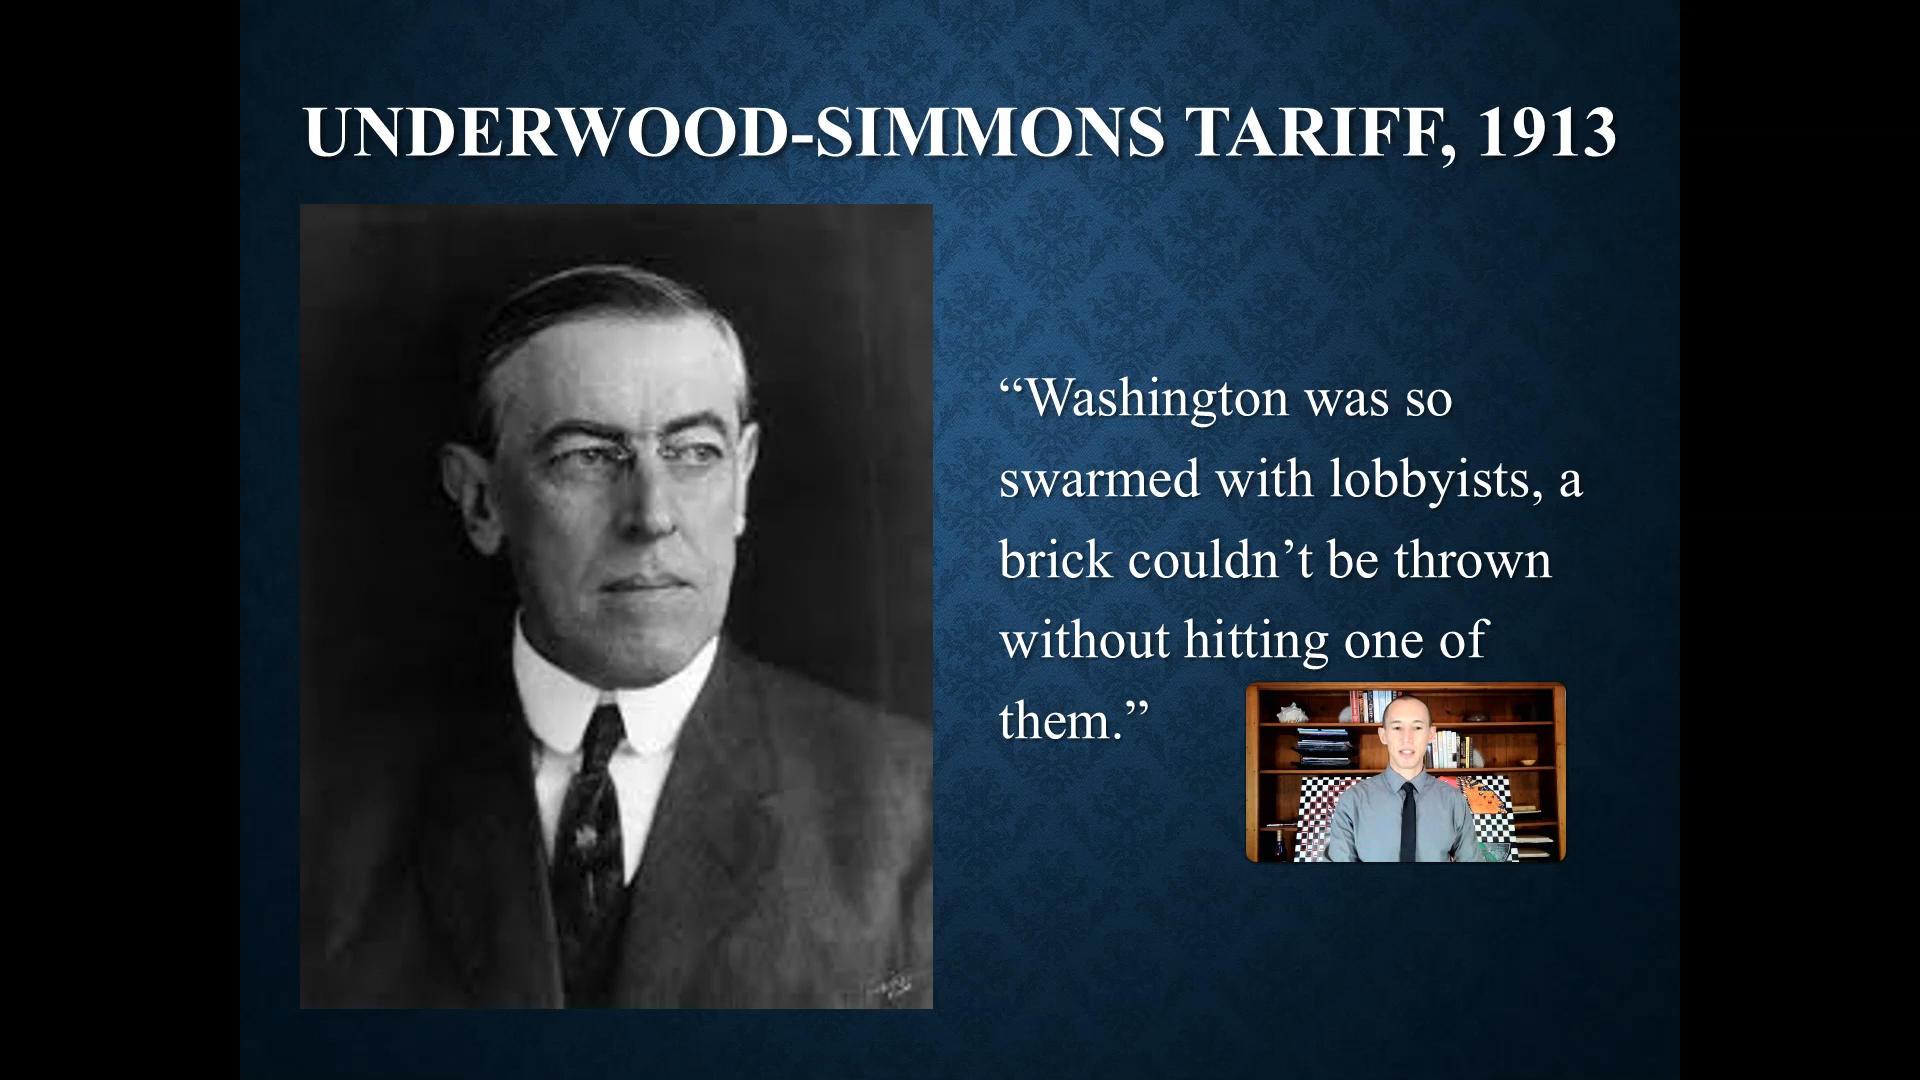 UNDERWOOD-SIMMONS TARIFF, 1913
“Washington was so
swarmed with lobbyists, a
brick couldn’t be thrown
without hitting one of
them.”